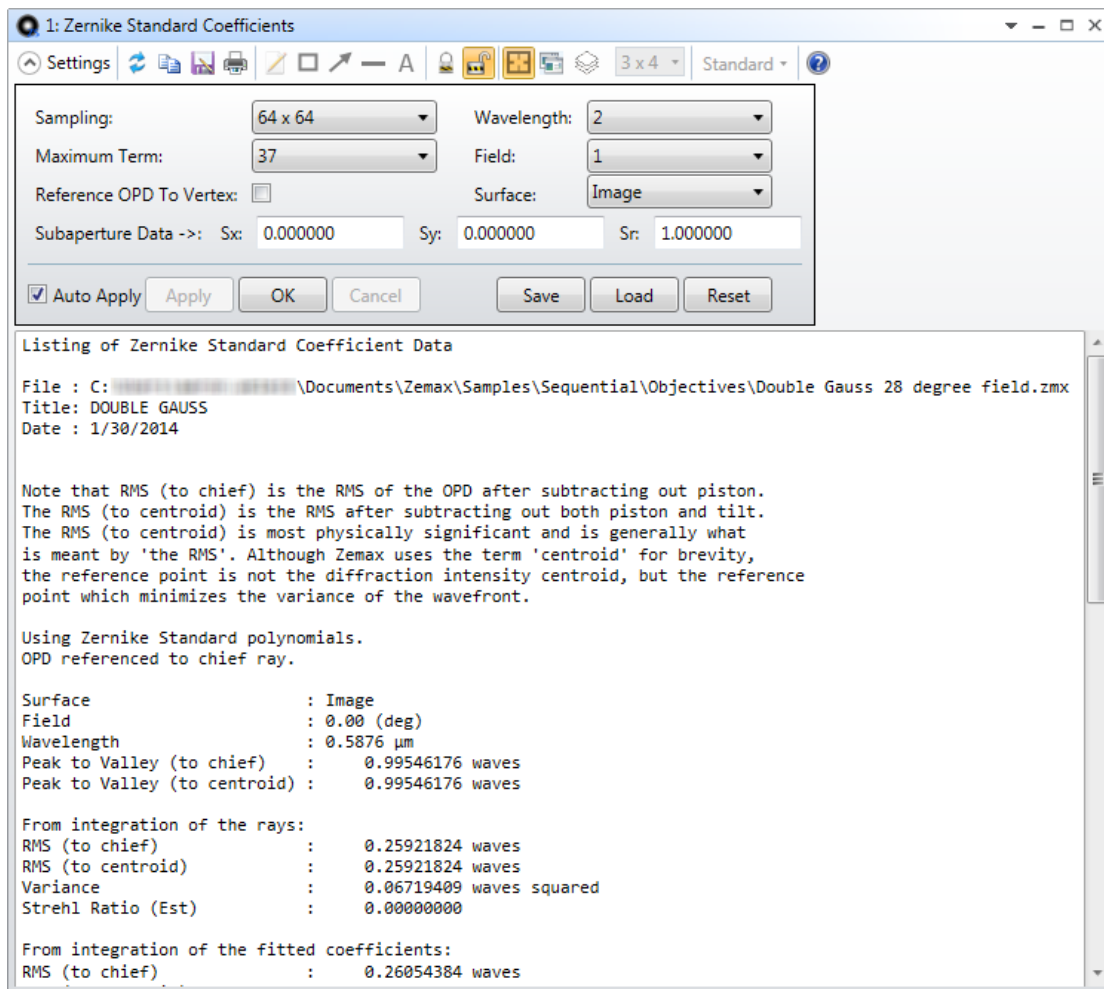 1: Zernike Standard Coefficients
Settings A 3 x 4 Standard
Sampling: 64 x 64 Wavelength: 2
Maximum Term: 37 Field: 1
Reference OPD To Vertex: Surface: Image
Subaperture Data ->: Sx: 0.000000 Sy: 0.000000 Sr: 1.000000
Auto Apply Apply OK Cancel Save Load Reset
Listing of Zernike Standard Coefficient Data
File : C: \Documents\Zemax\Samples\Sequential\Objectives\Double Gauss 28 degree field.zmx
Title: DOUBLE GAUSS
Date : 1/30/2014
Note that RMS (to chief) is the RMS of the OPD after subtracting out piston.
The RMS (to centroid) is the RMS after subtracting out both piston and tilt.
The RMS (to centroid) is most physically significant and is generally what
is meant by 'the RMS'. Although Zemax uses the term 'centroid' for brevity,
the reference point is not the diffraction intensity centroid, but the reference
point which minimizes the variance of the wavefront.
Using Zernike Standard polynomials.
OPD referenced to chief ray.
Surface : Image
Field : 0.00 (deg)
Wavelength : 0.5876 µm
Peak to Valley (to chief) : 0.99546176 waves
Peak to Valley (to centroid) : 0.99546176 waves
From integration of the rays:
RMS (to chief) : 0.25921824 waves
RMS (to centroid) : 0.25921824 waves
Variance : 0.06719409 waves squared
Strehl Ratio (Est) : 0.00000000
From integration of the fitted coefficients:
RMS (to chief) : 0.26054384 waves